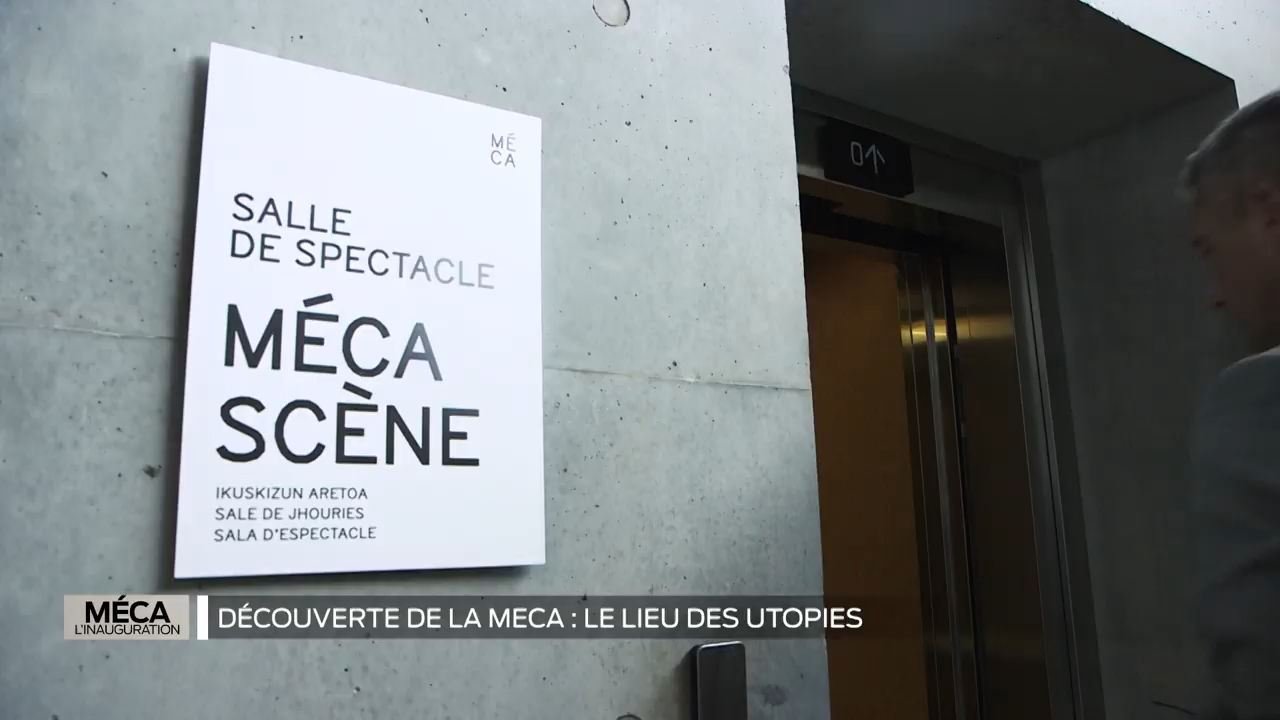 MÉ
CA
SALLE
DE SPECTACLE
MÉCA
SCÈNE
IKUSKIZUN ARETOA
SALE DE JHOURIES
SALA D'ESPECTACLE
0↑
MÉCA
L'INAUGURATION
DÉCOUVERTE DE LA MECA : LE LIEU DES UTOPIES